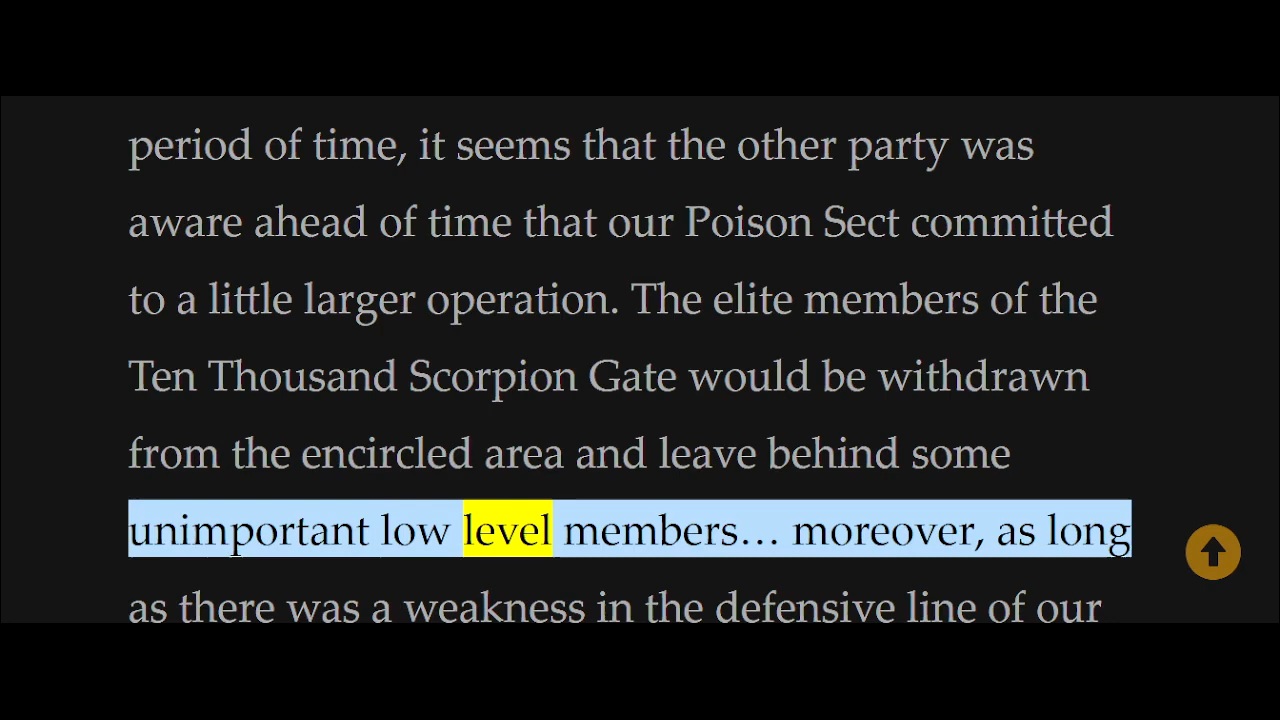 period of time, it seems that the other party was
aware ahead of time that our Poison Sect committed
to a little larger operation. The elite members of the
Ten Thousand Scorpion Gate would be withdrawn
from the encircled area and leave behind some
unimportant low level members… moreover, as long
as there was a weakness in the defensive line of our